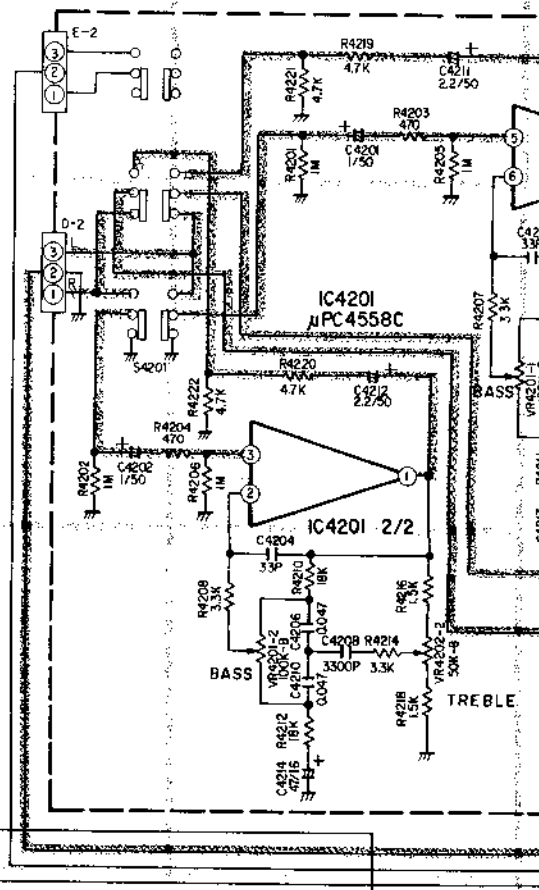 E-2
3
2
1
R4219
4.7K
C4211
2.2/50
R4221
4.7K
R4203
470
C4201
1/50
R4201
1M
R4205
1M
5
6
D-2
3
L
2
R
1
IC4201
µPC4558C
S4201
R4207
3.3K
BASS
R4220
4.7K
C4212
2.2/50
R4222
4.7K
R4204
470
C4202
1/50
R4202
1M
R4206
1M
3
2
1
IC4201 2/2
C4204
33P
R4208
3.3K
R4210
18K
R4216
1.5K
C4206
0.047
VR4201-2
100K-B
BASS
C4208
3300P
R4214
3.3K
VR4202-2
50K-B
C4210
0.047
R4218
1.5K
TREBLE
R4212
18K
C4214
47/16